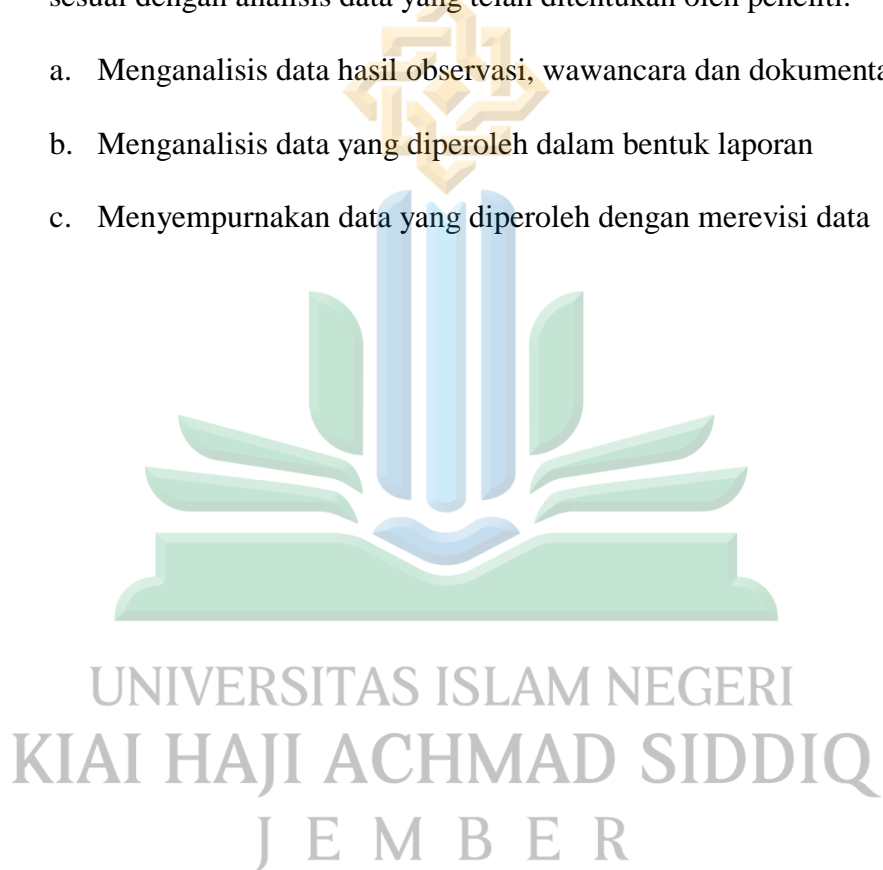 sesuai dengan analisis data yang telah ditentukan oleh peneliti.
a. Menganalisis data hasil observasi, wawancara dan
b. Menganalisis data yang diperoleh dalam bentuk laporan
c. Menyempurnakan data yang diperoleh dengan merevisi data
UNIVERSITAS ISLAM NEGERI
KIAI HAJI ACHMAD SIDDIQ
JEMBER